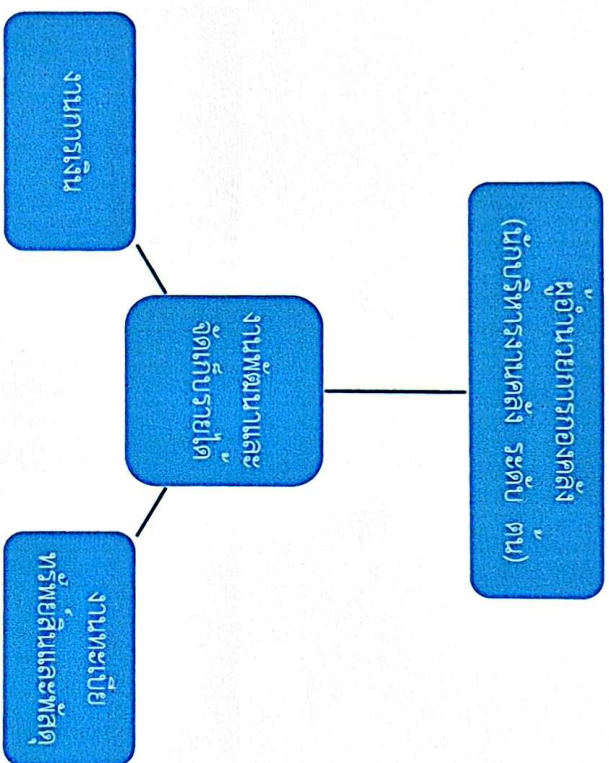 ผู้อำนวยการกองคลัง
(นักบริหารงานคลัง ระดับ ต้น)
งานพัฒนาและ
จัดเก็บรายได้
งานการเงิน
งานทะเบีย
ทรัพย์สินและพัสดุ